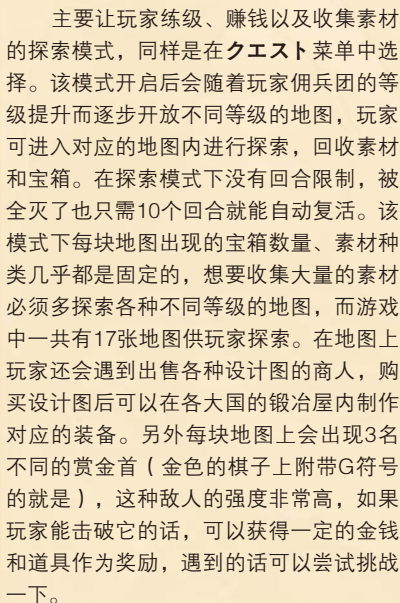 主要让玩家练级、赚钱以及收集素材
的探索模式，同样是在クエスト菜单中选
择。该模式开启后会随着玩家佣兵团的等
级提升而逐步开放不同等级的地图，玩家
可进入对应的地图内进行探索，回收素材
和宝箱。在探索模式下没有回合限制，被
全灭了也只需10个回合就能自动复活。该
模式下每块地图出现的宝箱数量、素材种
类几乎都是固定的，想要收集大量的素材
必须多探索各种不同等级的地图，而游戏
中一共有17张地图供玩家探索。在地图上
玩家还会遇到出售各种设计图的商人，购
买设计图后可以在各大国的锻冶屋内制作
对应的装备。另外每块地图上会出现3名
不同的赏金首（金色的棋子上附带G符号
的就是），这种敌人的强度非常高，如果
玩家能击破它的话，可以获得一定的金钱
和道具作为奖励，遇到的话可以尝试挑战
一下。